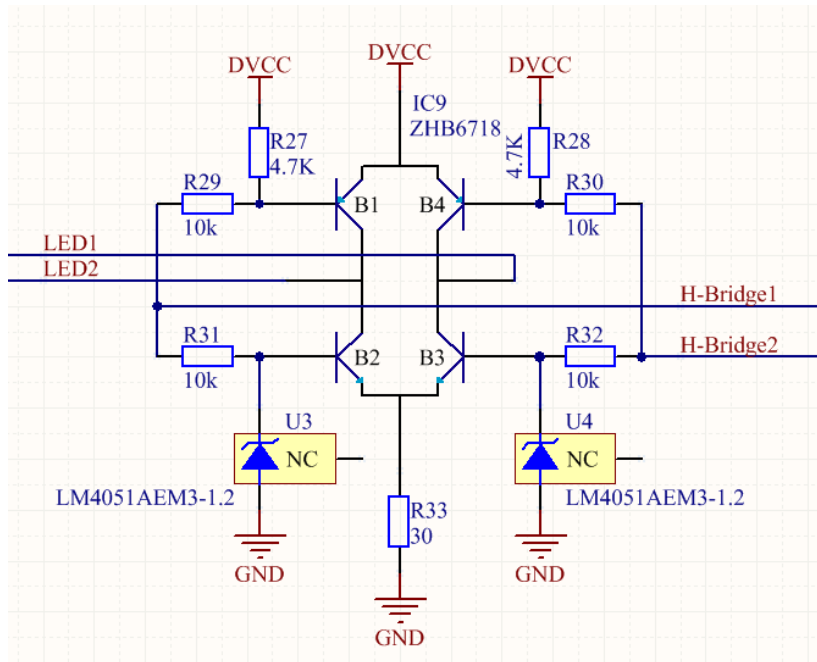 DVCC
DVCC
DVCC
IC9
ZHB6718
R27
4.7K
4.7K
R28
R29
10k
B1
B4
R30
10k
LED1
LED2
H-Bridge1
R31
10k
B2
B3
R32
10k
H-Bridge2
U3
NC
LM4051AEM3-1.2
U4
NC
LM4051AEM3-1.2
R33
30
GND
GND
GND